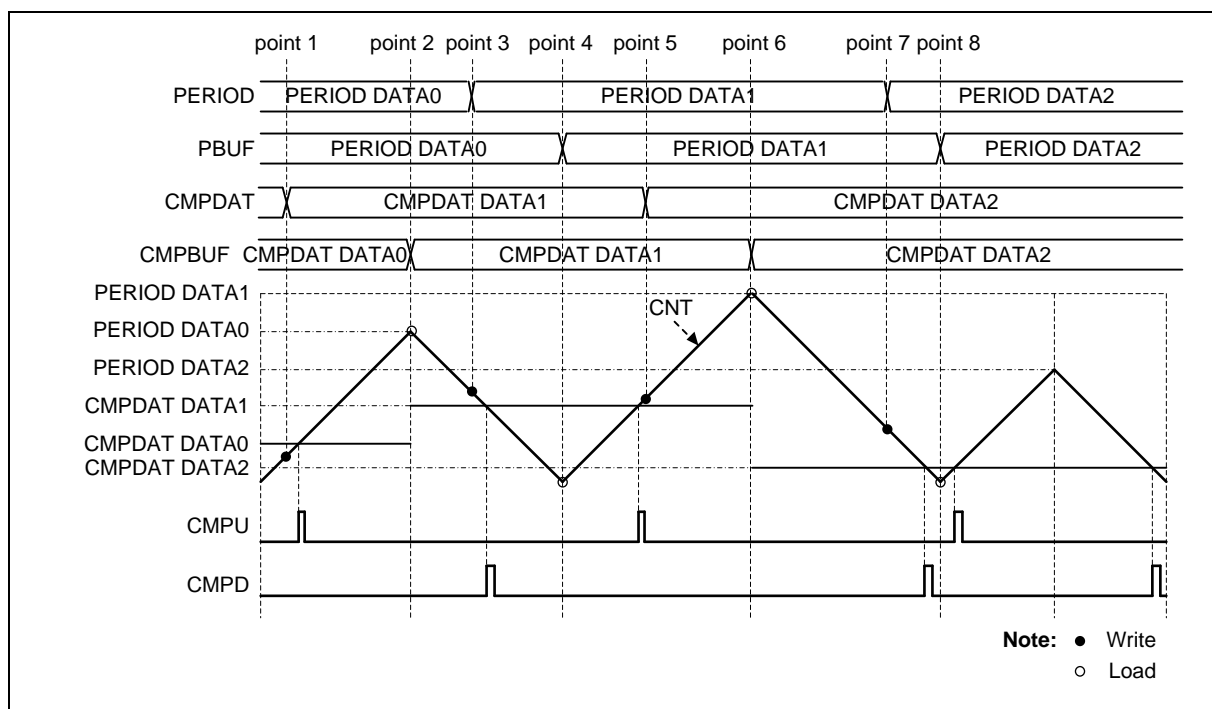 point 1 point 2 point 3 point 4 point 5 point 6 point 7 point 8
PERIOD PERIOD DATA0 PERIOD DATA1 PERIOD DATA2
PBUF PERIOD DATA0 PERIOD DATA1 PERIOD DATA2
CMPDAT CMPDAT DATA1 CMPDAT DATA2
CMPBUF CMPDAT DATA0 CMPDAT DATA1 CMPDAT DATA2
PERIOD DATA1
CNT
PERIOD DATA0
PERIOD DATA2
CMPDAT DATA1
CMPDAT DATA0
CMPDAT DATA2
CMPU
CMPD
Note: ● Write
○ Load